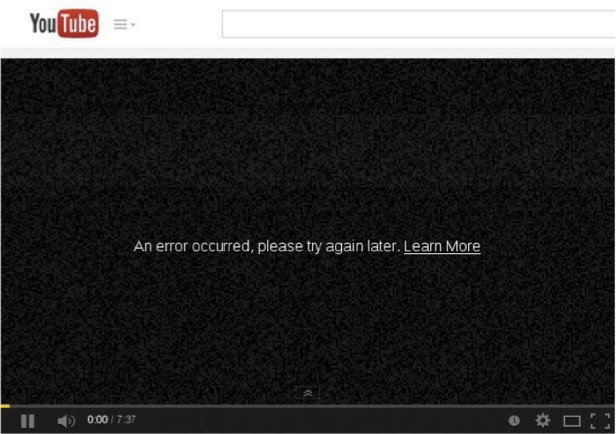 YouTube
An error occurred, please try again later. Learn More
0:00 / 7:37